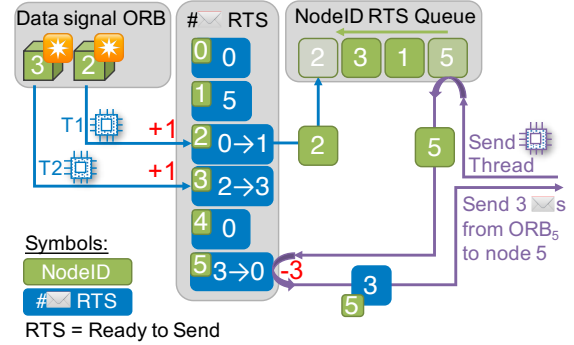 Data signal ORB
3 2
#✉ RTS
NodeID RTS Queue
2 3 1 5
0 0
1 5
2 0→1
3 2→3
4 0
5 3→0
T1
+1
T2
+1
2
5
Send
Thread
Send 3 ✉s
from ORB5
to node 5
-3
3
5
Symbols:
NodeID
#✉ RTS
RTS = Ready to Send